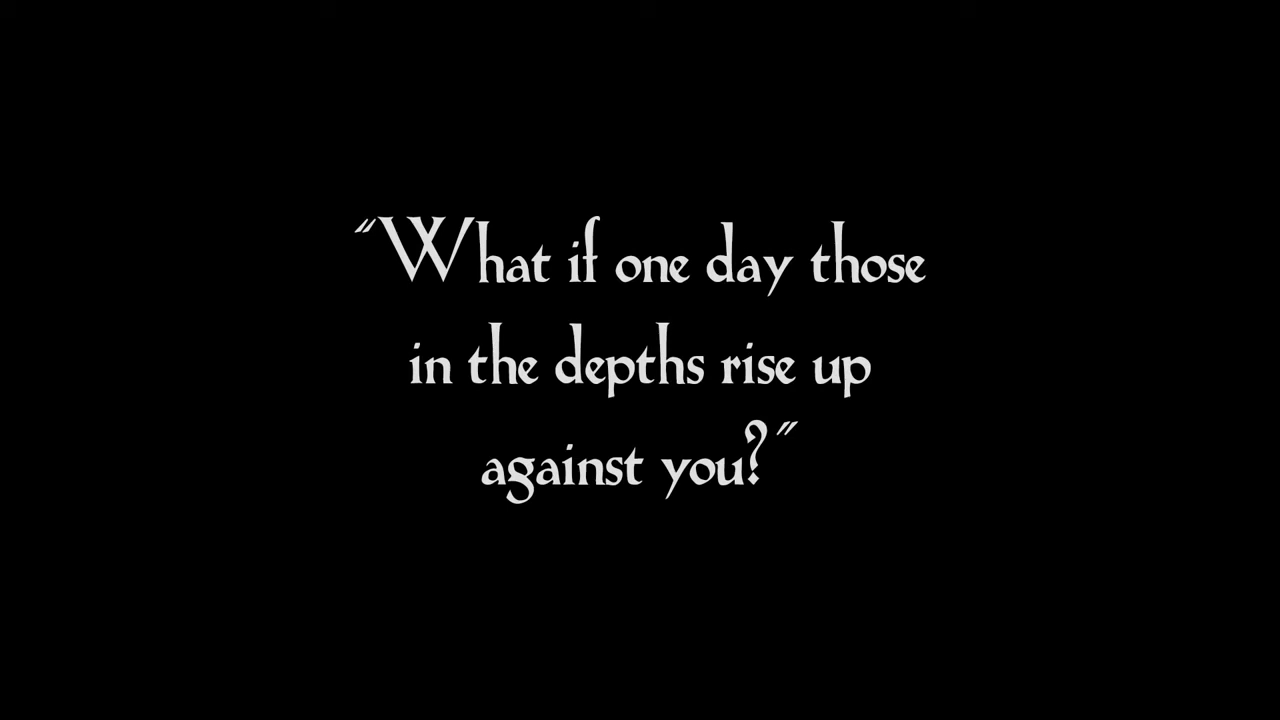 "What if one day those
in the depths rise up
against you?"